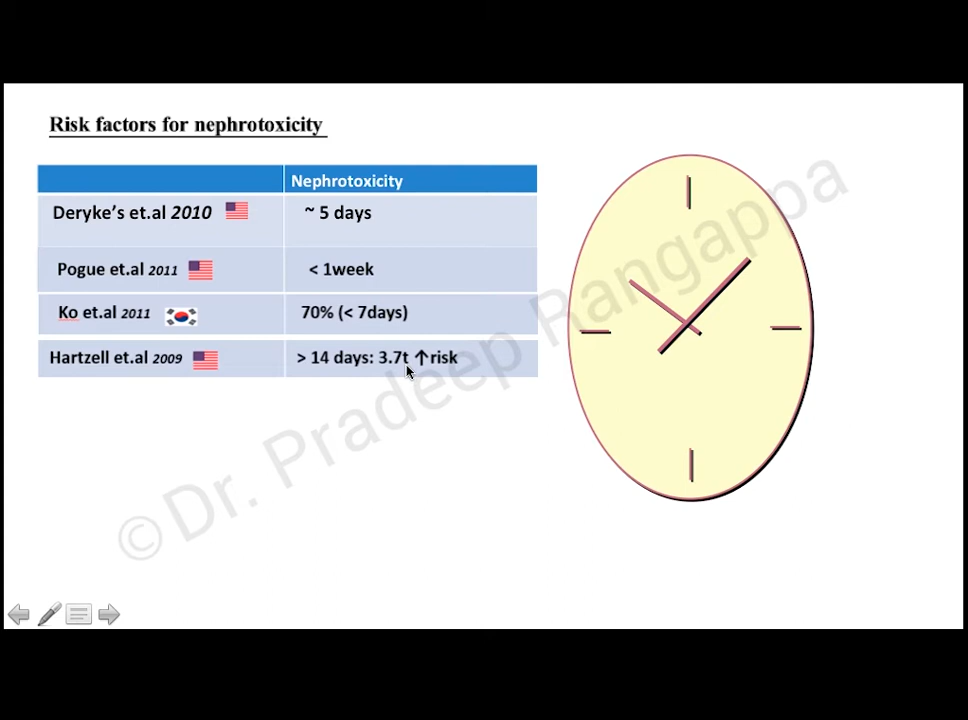 Risk factors for nephrotoxicity
Nephrotoxicity
Deryke's et.al 2010 ~ 5 days
Pogue et.al 2011 < 1week
Ko et.al 2011 70% (< 7days)
Hartzell et.al 2009 > 14 days: 3.7t ↑risk
© Dr. Pradeep Rangappa